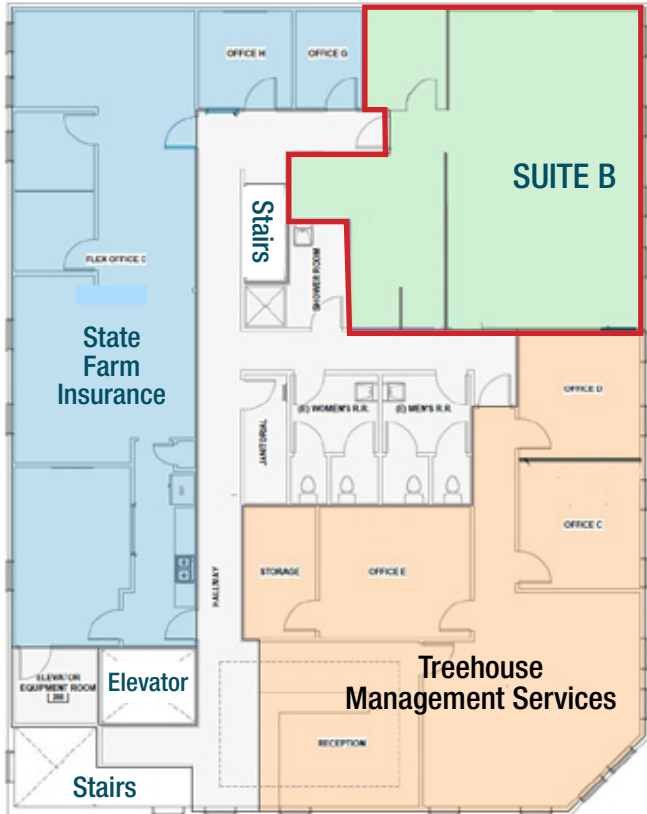 OFFICE H
OFFICE G
SUITE B
Stairs
SHOWER ROOM
FLEX OFFICE C
State
Farm
Insurance
OFFICE D
(E) WOMEN'S R.R.
(E) MEN'S R.R.
JANITORIAL
OFFICE C
STORAGE
OFFICE E
HALLWAY
Treehouse
Management Services
ELEVATOR
EQUIPMENT ROOM
Elevator
RECEPTION
Stairs